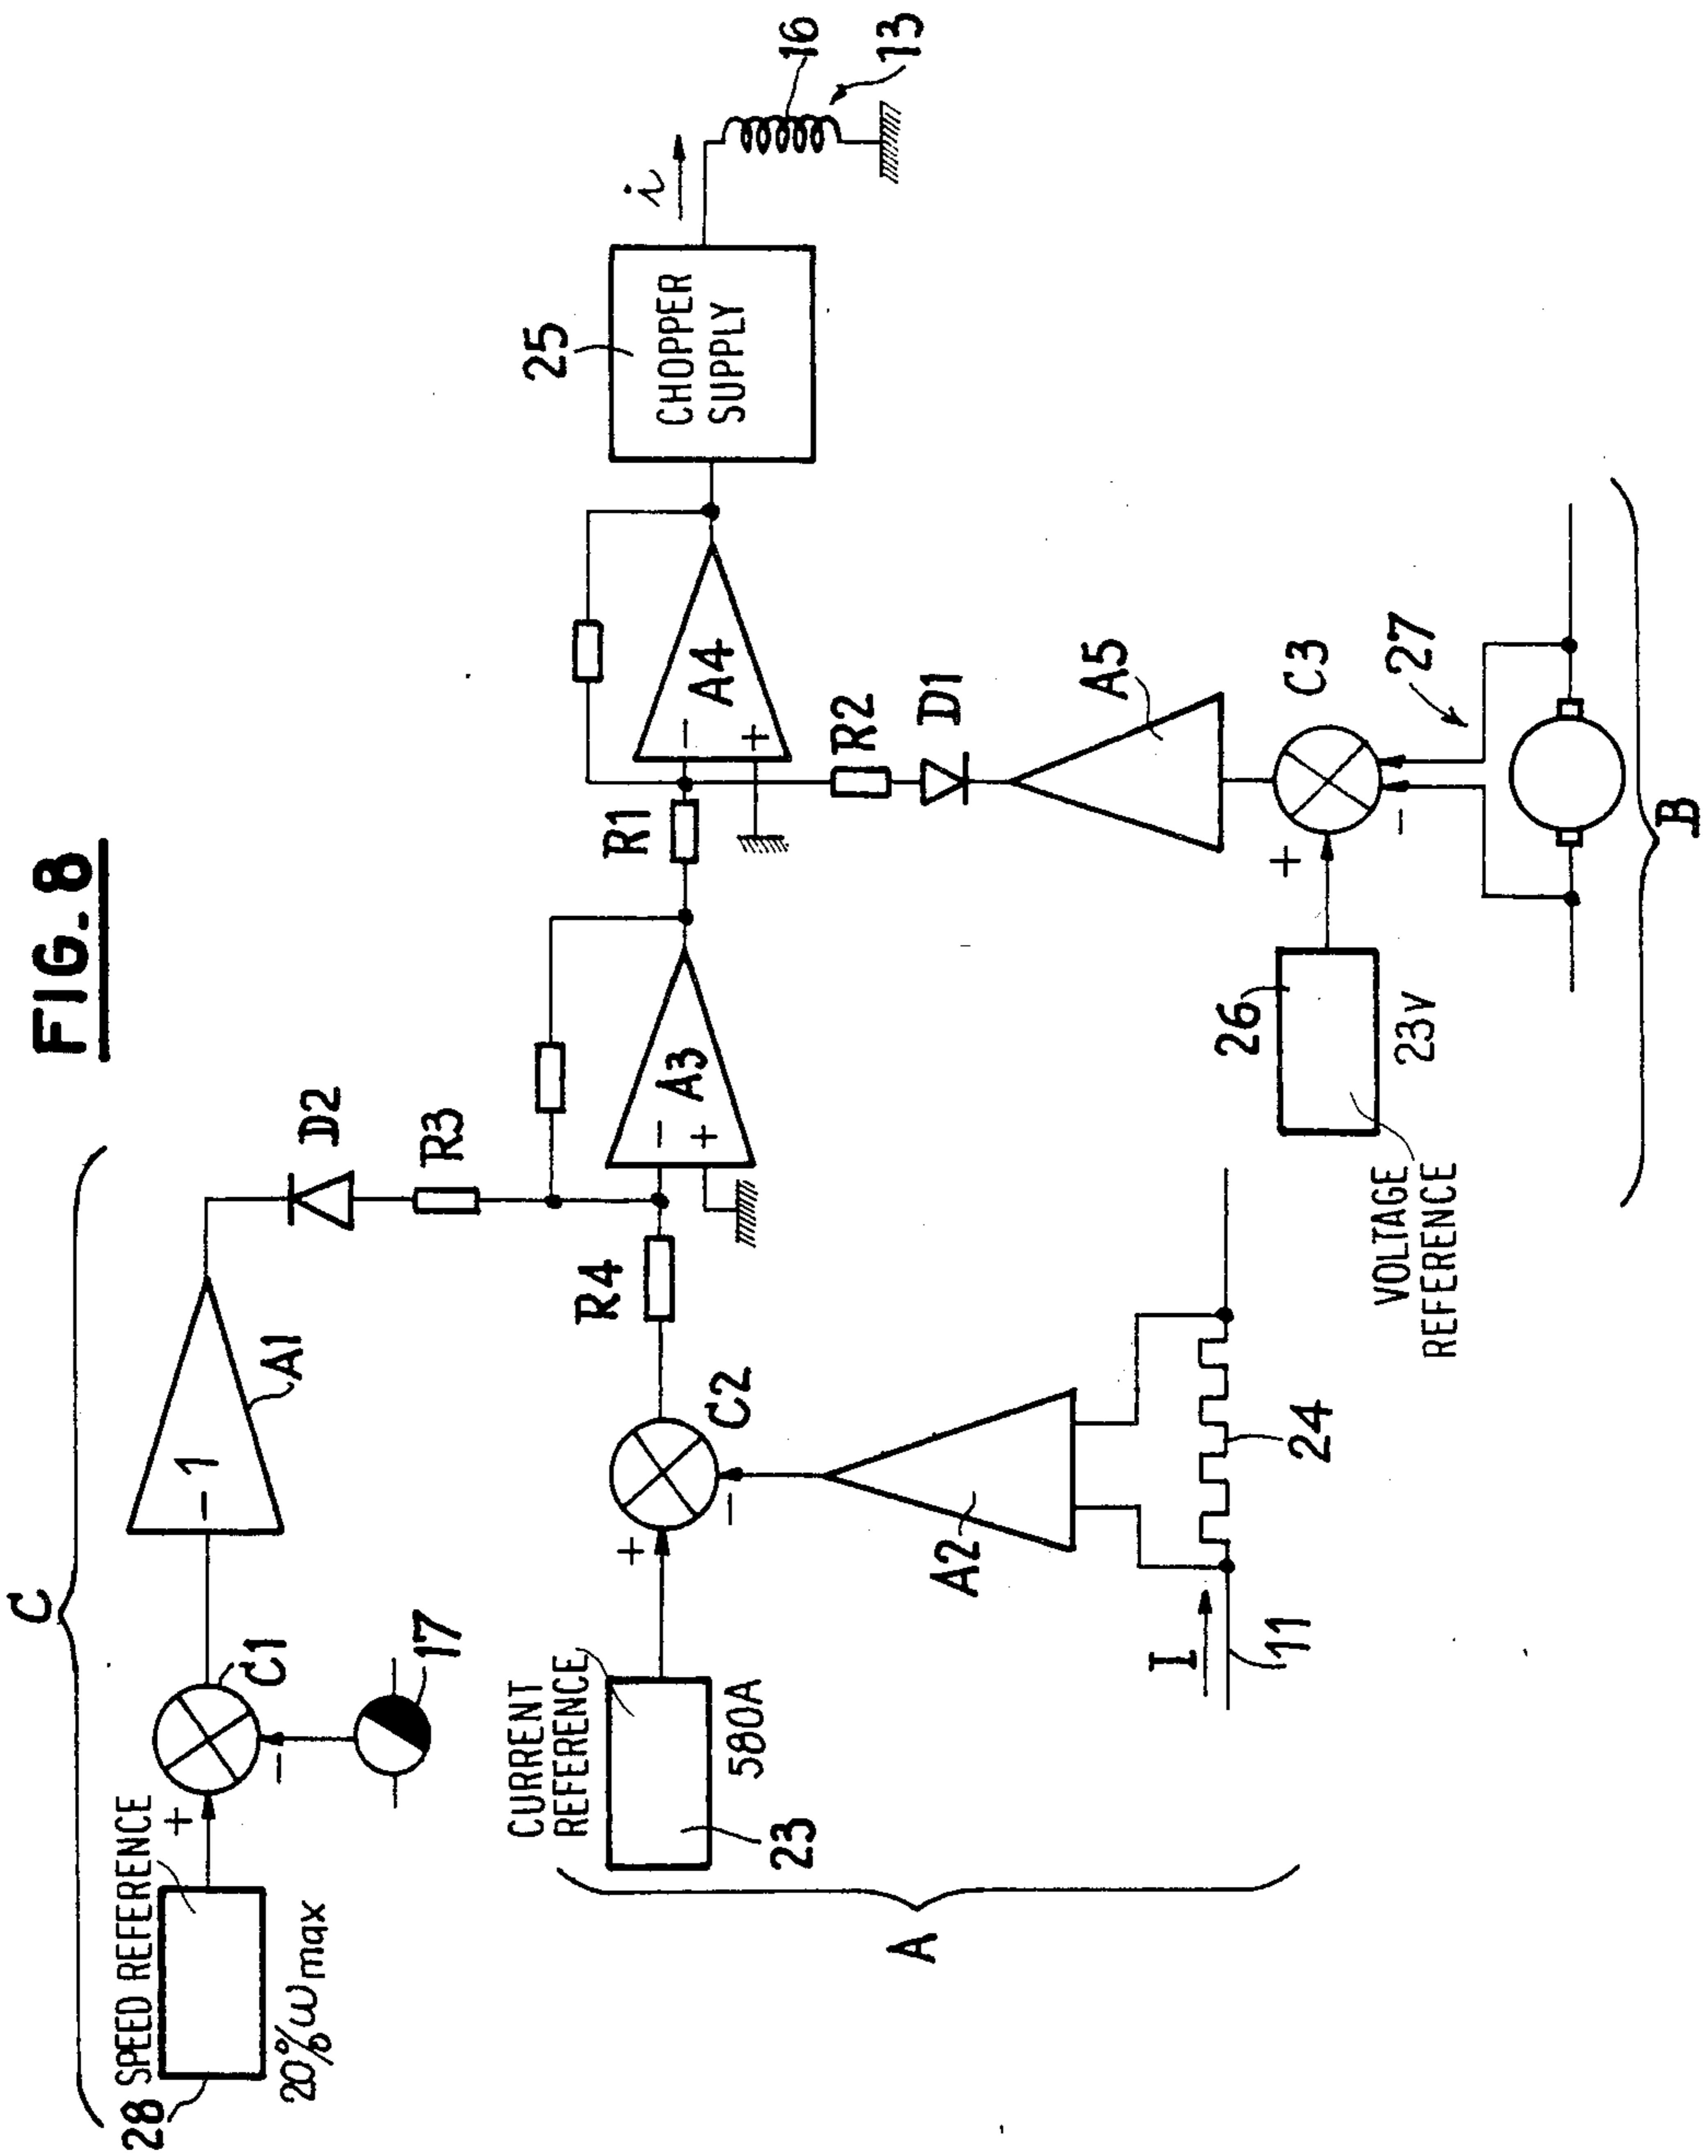 FIG. 8
C
28
SPEED REFERENCE
20% ωmax
+
-
C1
17
-1
A1
D2
R3
CURRENT
REFERENCE
23
580A
+
-
C2
R4
A2
I
11
24
A
-
+
A3
R1
-
+
A4
R2
D1
A5
C3
+
-
27
26
23V
VOLTAGE
REFERENCE
B
25
CHOPPER
SUPPLY
i
16
13